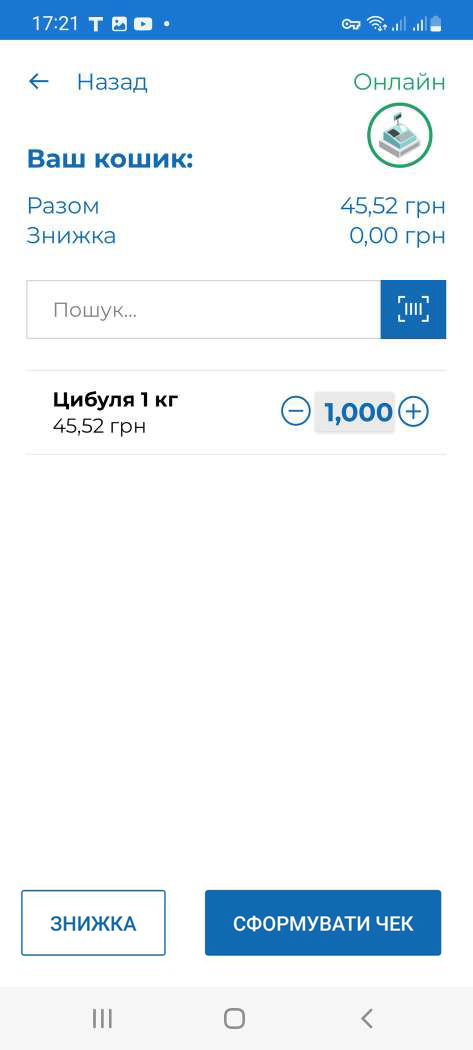 17:21
Назад
Онлайн
Ваш кошик:
Разом 45,52 грн
Знижка 0,00 грн
Пошук...
Цибуля 1 кг
45,52 грн
1,000
ЗНИЖКА
СФОРМУВАТИ ЧЕК